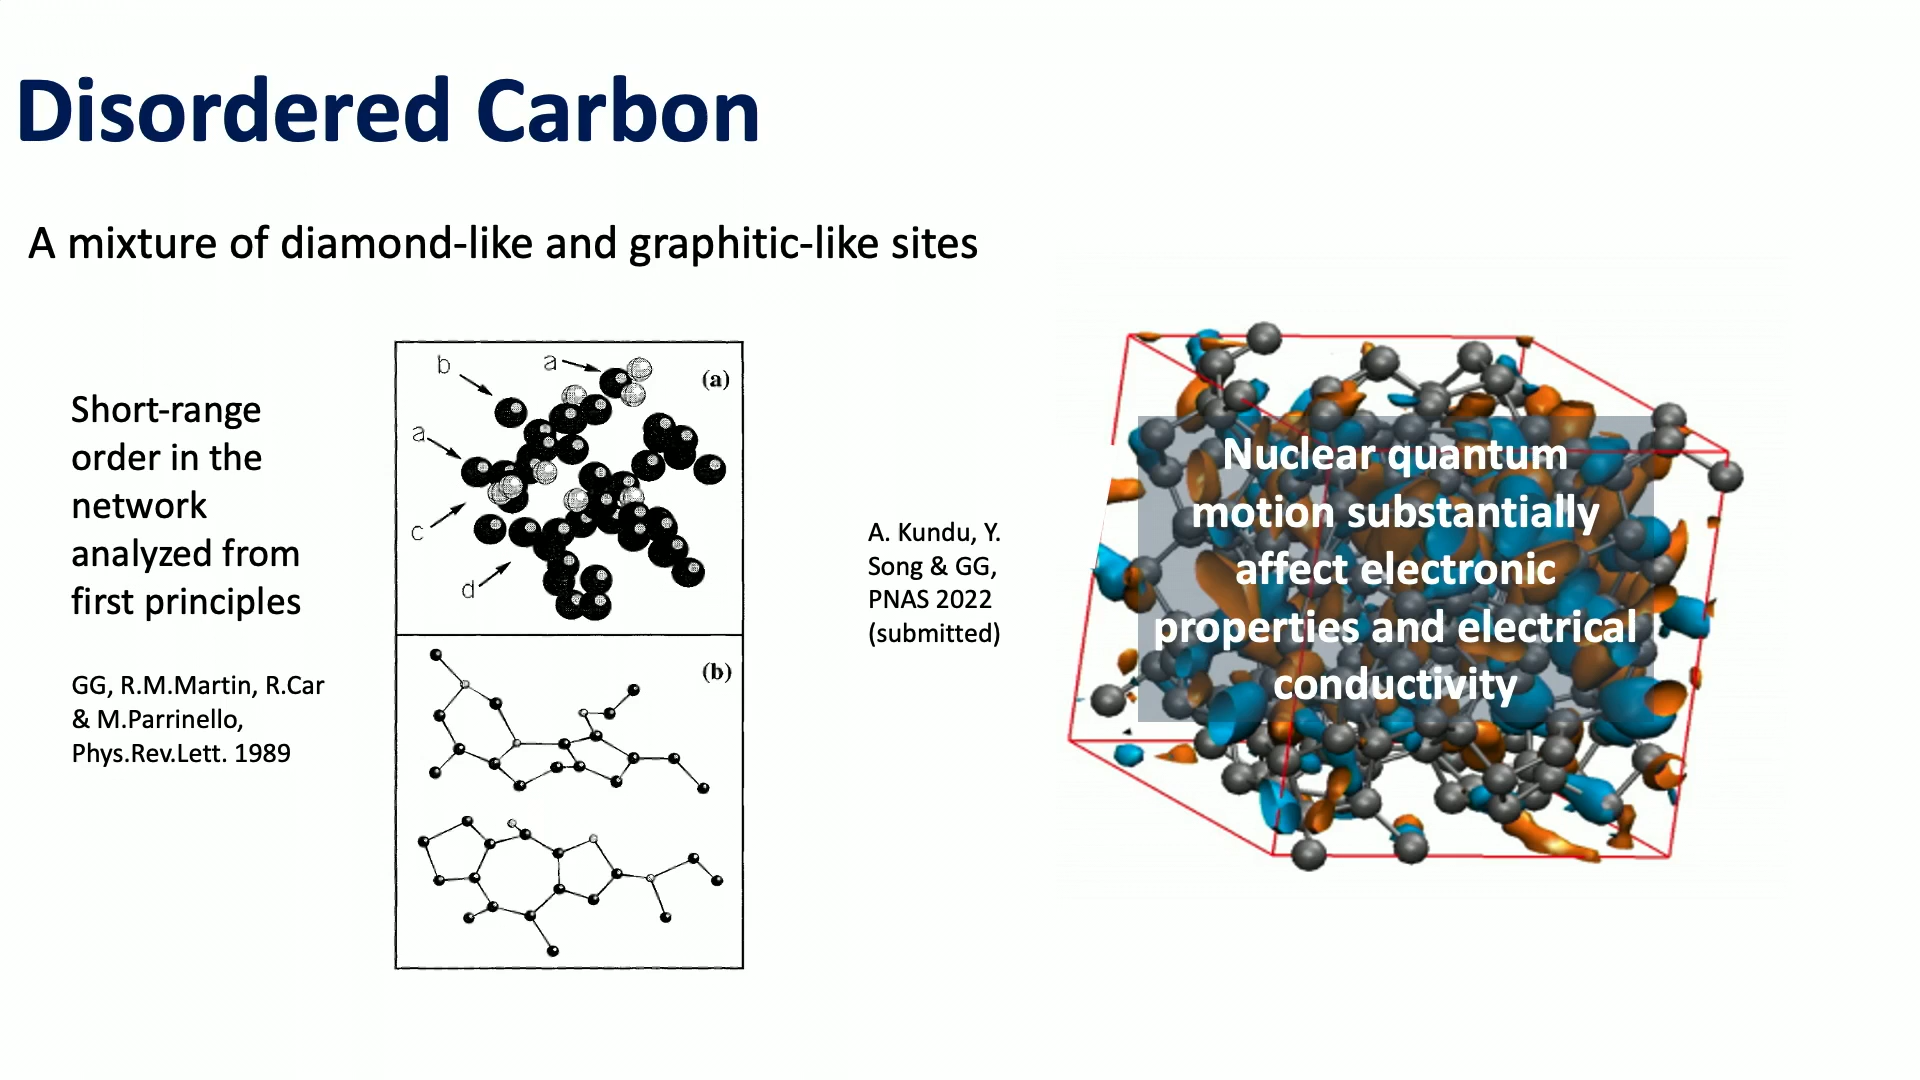 Disordered Carbon
A mixture of diamond-like and graphitic-like sites
Short-range
order in the
network
analyzed from
first principles
GG, R.M.Martin, R.Car
& M.Parrinello,
Phys.Rev.Lett. 1989
b
a
(a)
a
c
d
(b)
A. Kundu, Y.
Song & GG,
PNAS 2022
(submitted)
Nuclear quantum
motion substantially
affect electronic
properties and electrical
conductivity